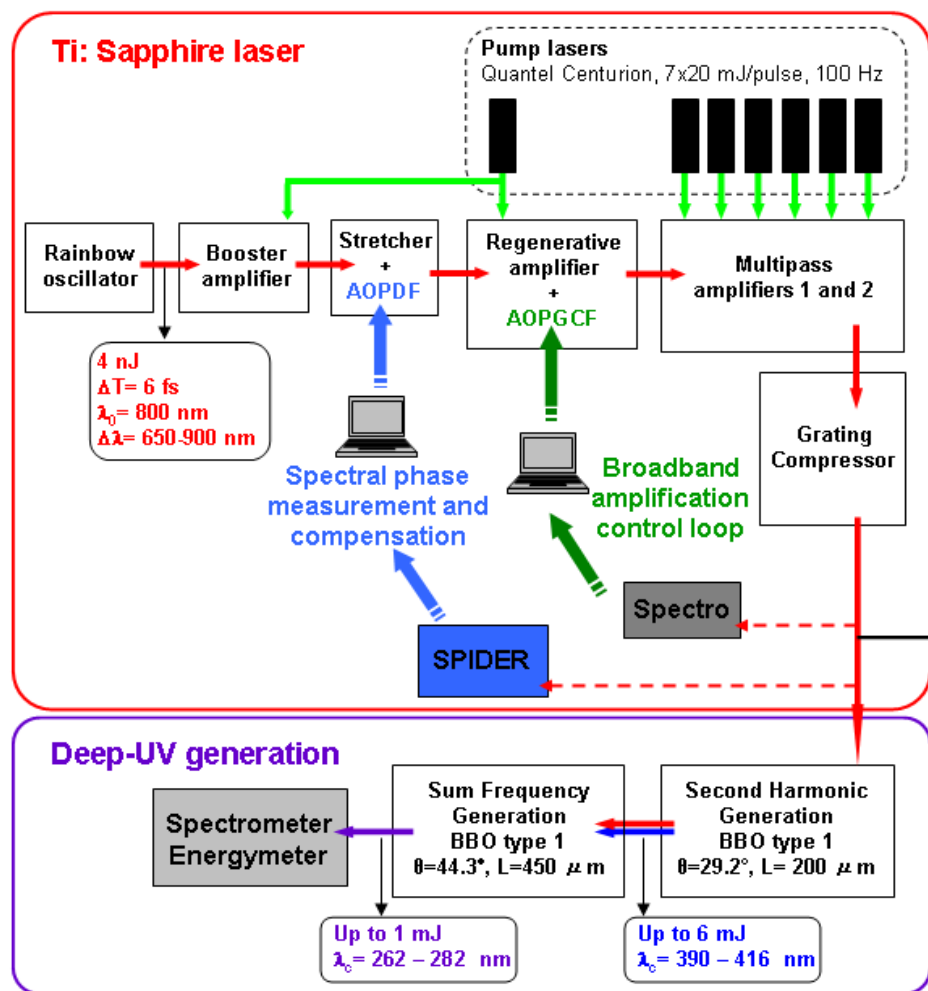 Ti: Sapphire laser
Pump lasers
Quantel Centurion, 7x20 mJ/pulse, 100 Hz
Rainbow
oscillator
Booster
amplifier
Stretcher
+
AOPDF
Regenerative
amplifier
+
AOPGCF
Multipass
amplifiers 1 and 2
4 nJ
ΔT= 6 fs
λ₀= 800 nm
Δλ= 650-900 nm
Grating
Compressor
Spectral phase
measurement and
compensation
Broadband
amplification
control loop
Spectro
SPIDER
Deep-UV generation
Spectrometer
Energymeter
Sum Frequency
Generation
BBO type 1
θ=44.3°, L=450 μm
Second Harmonic
Generation
BBO type 1
θ=29.2°, L= 200 μm
Up to 1 mJ
λc= 262 – 282 nm
Up to 6 mJ
λc= 390 – 416 nm